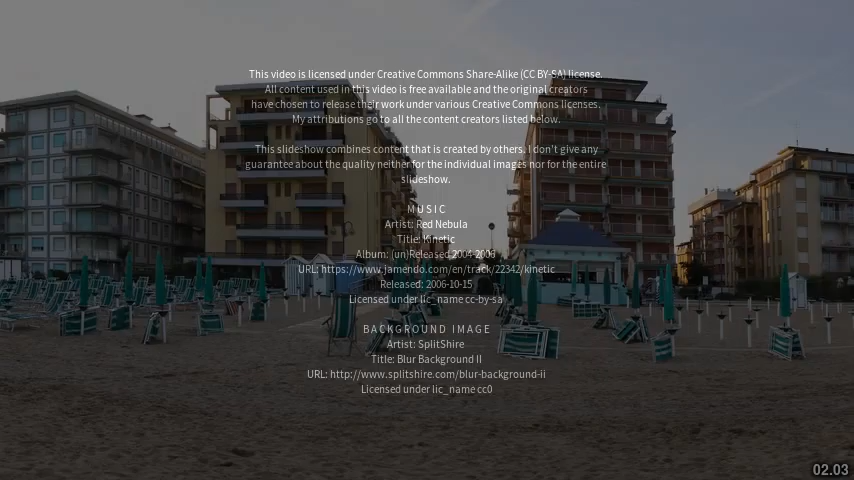 This video is licensed under Creative Commons Share-Alike (CC BY-SA) license.
All content used in this video is free available and the original creators
have chosen to release their work under various Creative Commons licenses.
My attributions go to all the content creators listed below.
This slideshow combines content that is created by others. I don't give any
guarantee about the quality neither for the individual images nor for the entire
slideshow.
MUSIC
Artist: Red Nebula
Title: Kinetic
Album: (un)Released 2004-2006
URL: https://www.jamendo.com/en/track/22342/kinetic
Released: 2006-10-15
Licensed under lic_name cc-by-sa
BACKGROUND IMAGE
Artist: SplitShire
Title: Blur Background II
URL: http://www.splitshire.com/blur-background-ii
Licensed under lic_name cc0
02.03